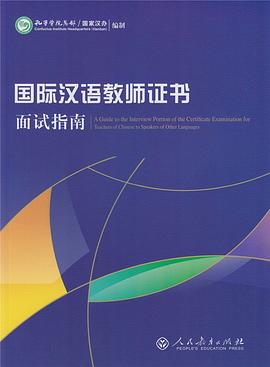 孔子学院总部/国家汉办 编制
Confucius Institute Headquarters (Hanban)
国际汉语教师证书
面试指南
A Guide to the Interview Portion of the Certificate Examination for
Teachers of Chinese to Speakers of Other Languages
人民教育出版社
PEOPLE'S EDUCATION PRESS